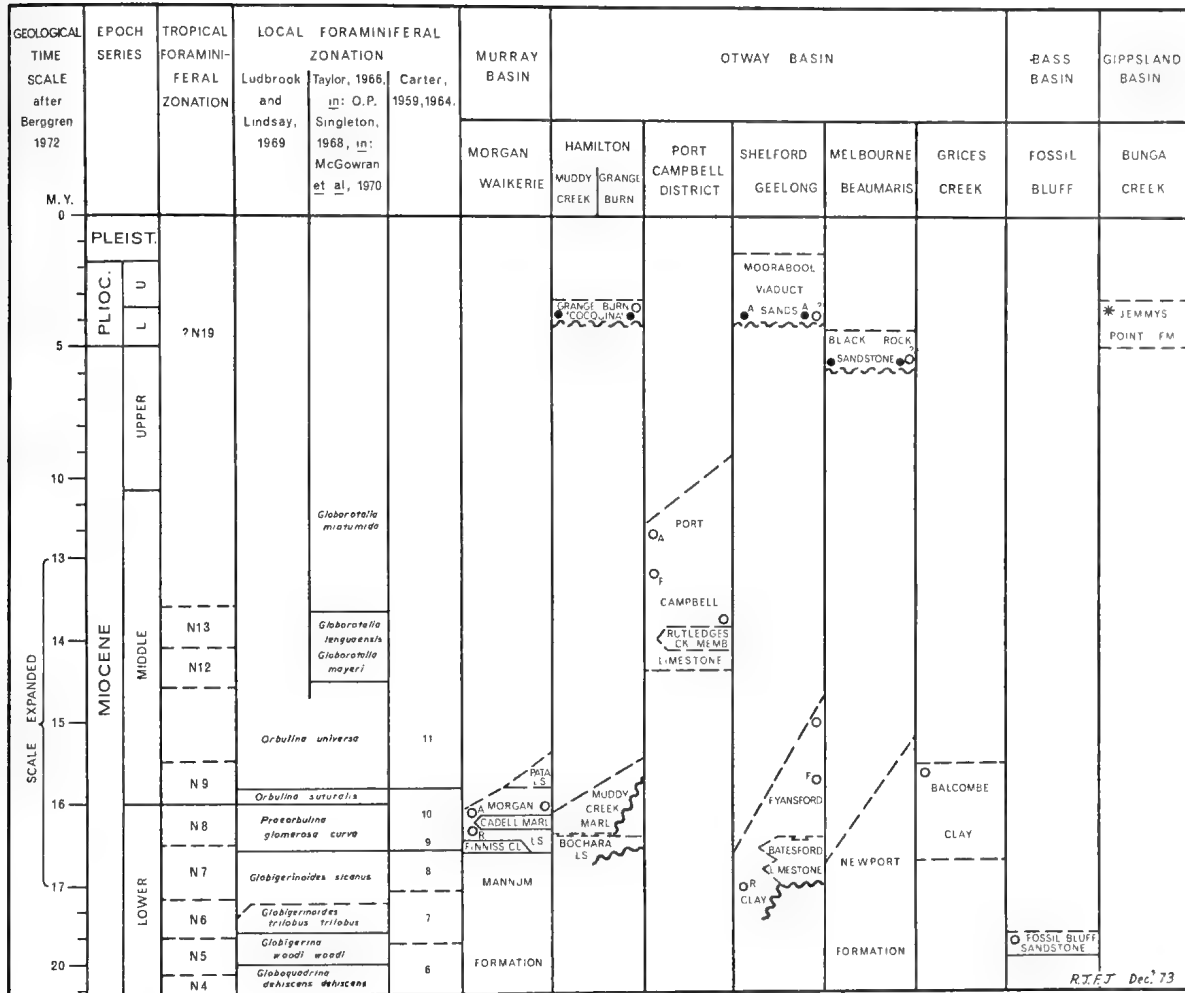 GEOLOGICAL
TIME
SCALE
after
Berggren
1972
M.Y.
EPOCH
SERIES
TROPICAL
FORAMINI-
FERAL
ZONATION
LOCAL FORAMINIFERAL
ZONATION
Ludbrook
and
Lindsay,
1969
Taylor, 1966,
in: O.P.
Singleton,
1968, in:
McGowran
et al, 1970
Carter,
1959,1964.
MURRAY
BASIN
MORGAN
WAIKERIE
OTWAY BASIN
HAMILTON
MUDDY
CREEK
GRANGE
BURN
PORT
CAMPBELL
DISTRICT
SHELFORD
GEELONG
MELBOURNE
BEAUMARIS
GRICES
CREEK
BASS
BASIN
FOSSIL
BLUFF
GIPPSLAND
BASIN
BUNGA
CREEK
0
5
10
13
14
15
16
17
20
SCALE EXPANDED
PLEIST.
PLIOC.
U
L
MIOCENE
UPPER
MIDDLE
LOWER
?N19
N13
N12
N9
N8
N7
N6
N5
N4
Globorotalia
miotumida
Globorotalia
lenguaensis
Globorotalia
mayeri
Orbulina universa
Orbulina suturalis
Praeorbulina
glomerosa curva
Globigerinoides sicanus
Globigerinoides
trilobus trilobus
Globigerina
woodi woodi
Globoquadrina
dehiscens dehiscens
11
10
9
8
7
6
PATA
LS
A MORGAN
CADELL MARL
R
LS
FINNISS CL
MANNUM
FORMATION
GRANGE BURN
'COCQUINA'
MUDDY
CREEK
MARL
BOCHARA
LS
PORT
A
F
CAMPBELL
RUTLEDGES
CK MEMB
LIMESTONE
MOORABOOL
VIADUCT
A SANDS A ?
F
FYANSFORD
BATESFORD
LIMESTONE
R
CLAY
BLACK ROCK
SANDSTONE ?
NEWPORT
FORMATION
BALCOMBE
CLAY
FOSSIL BLUFF
SANDSTONE
* JEMMYS
POINT FM
R.J.F.J Dec. '73